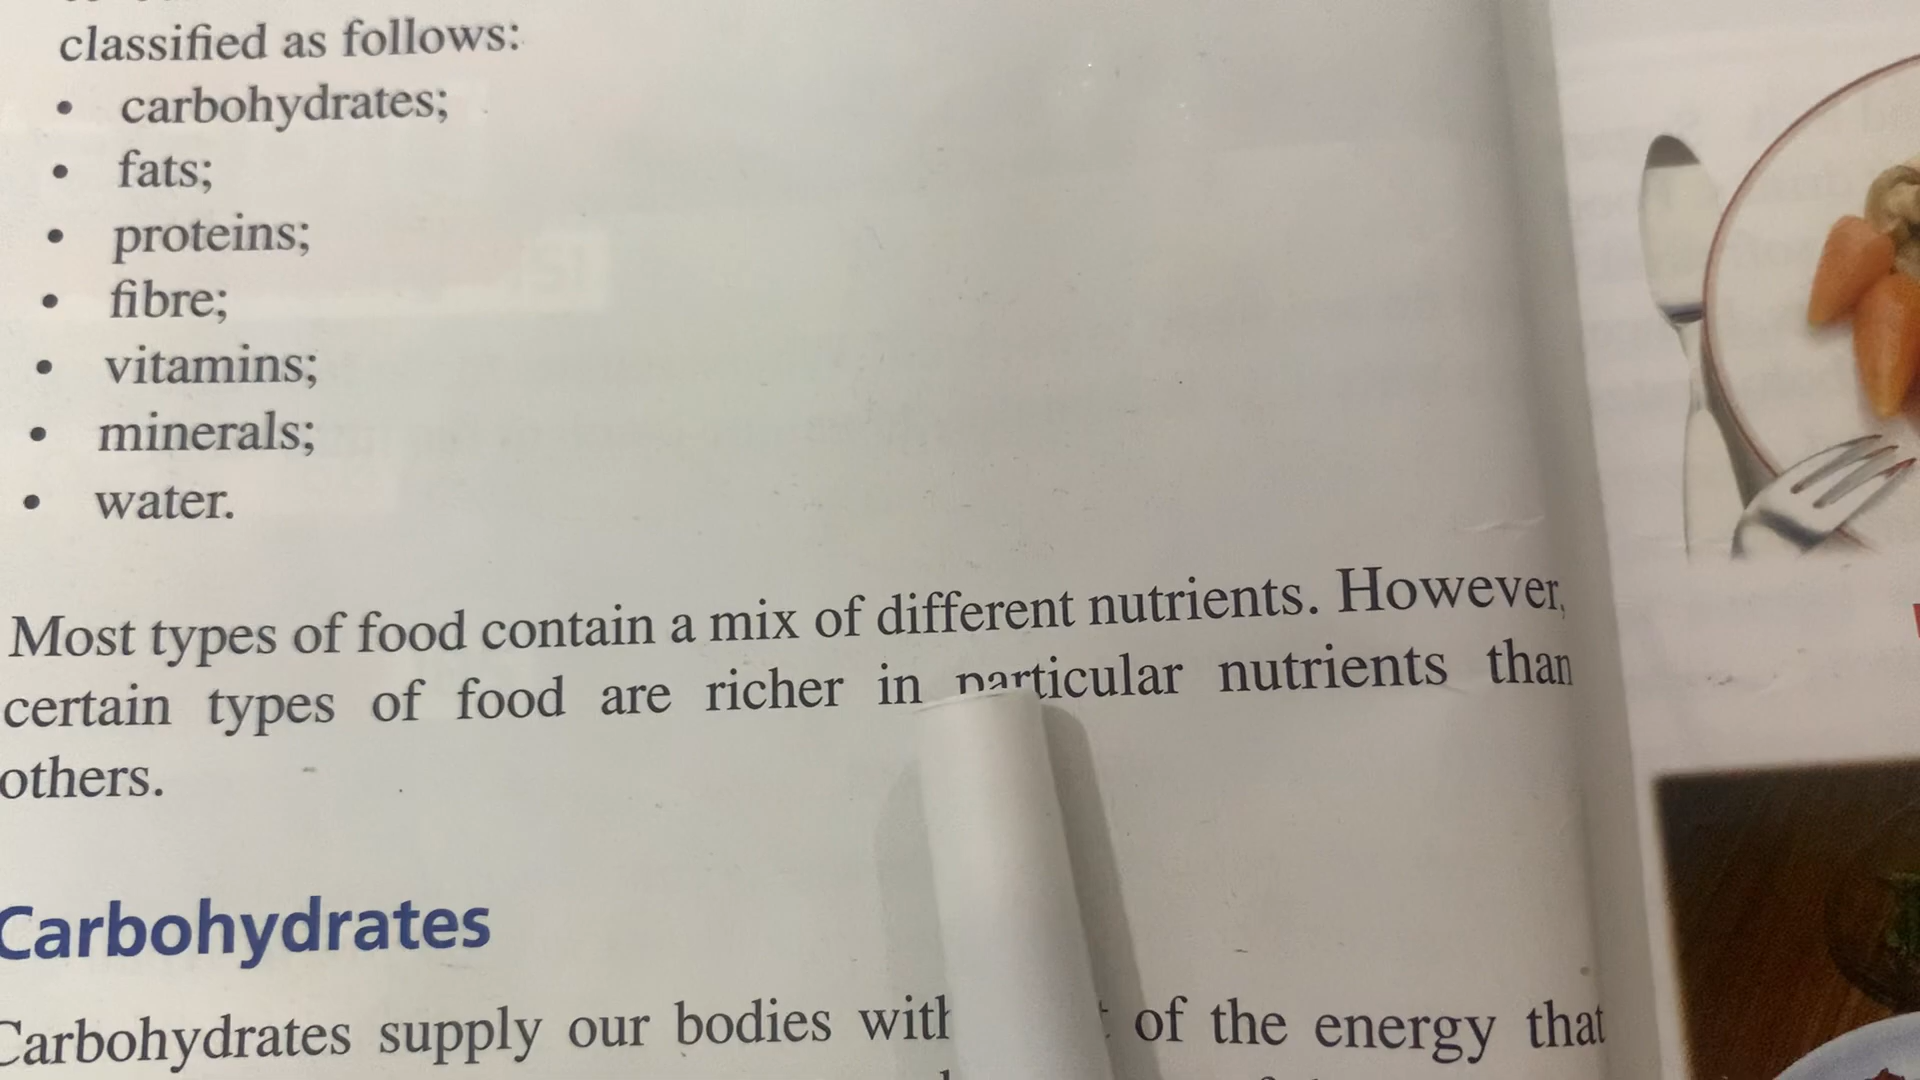 classified as follows:
• carbohydrates;
• fats;
• proteins;
• fibre;
• vitamins;
• minerals;
• water.
Most types of food contain a mix of different nutrients. However,
certain types of food are richer in particular nutrients than
others.
Carbohydrates
Carbohydrates supply our bodies with of the energy that